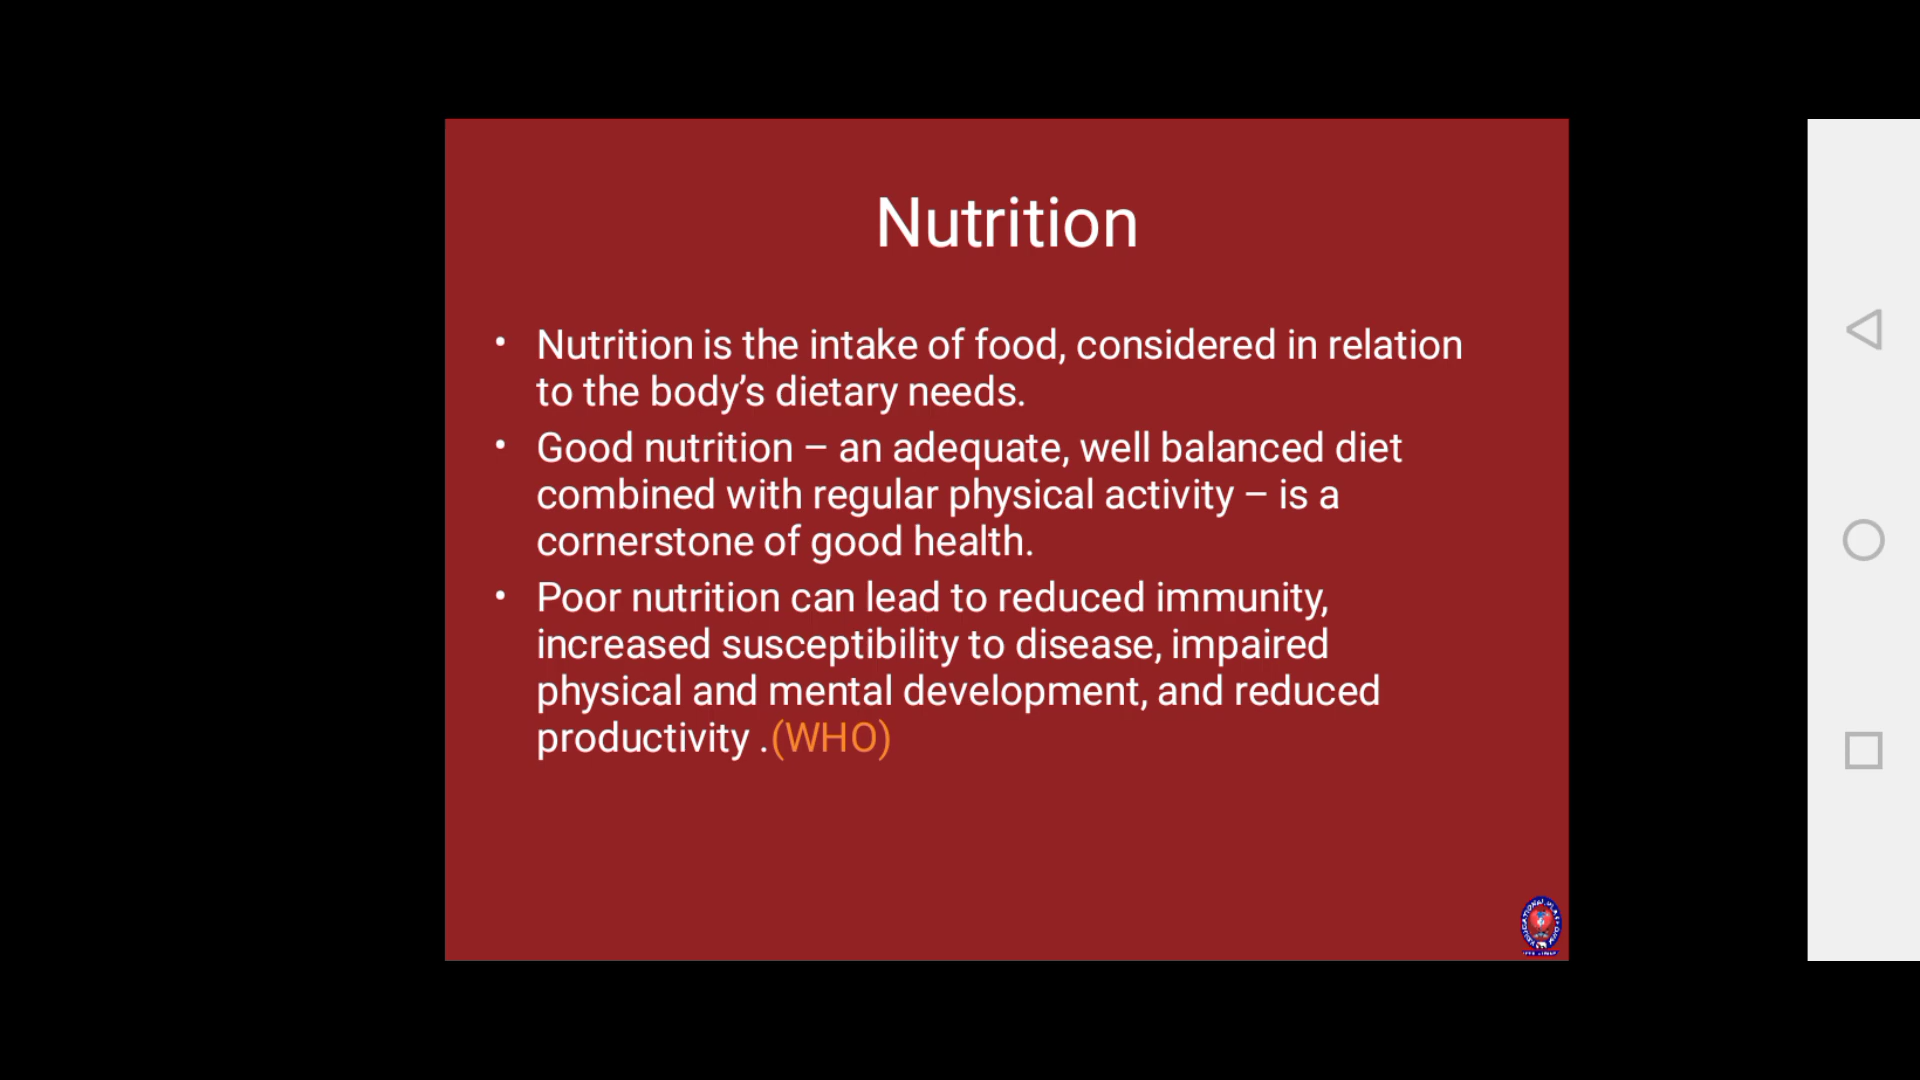 Nutrition
• Nutrition is the intake of food, considered in relation
to the body’s dietary needs.
• Good nutrition – an adequate, well balanced diet
combined with regular physical activity – is a
cornerstone of good health.
• Poor nutrition can lead to reduced immunity,
increased susceptibility to disease, impaired
physical and mental development, and reduced
productivity .(WHO)